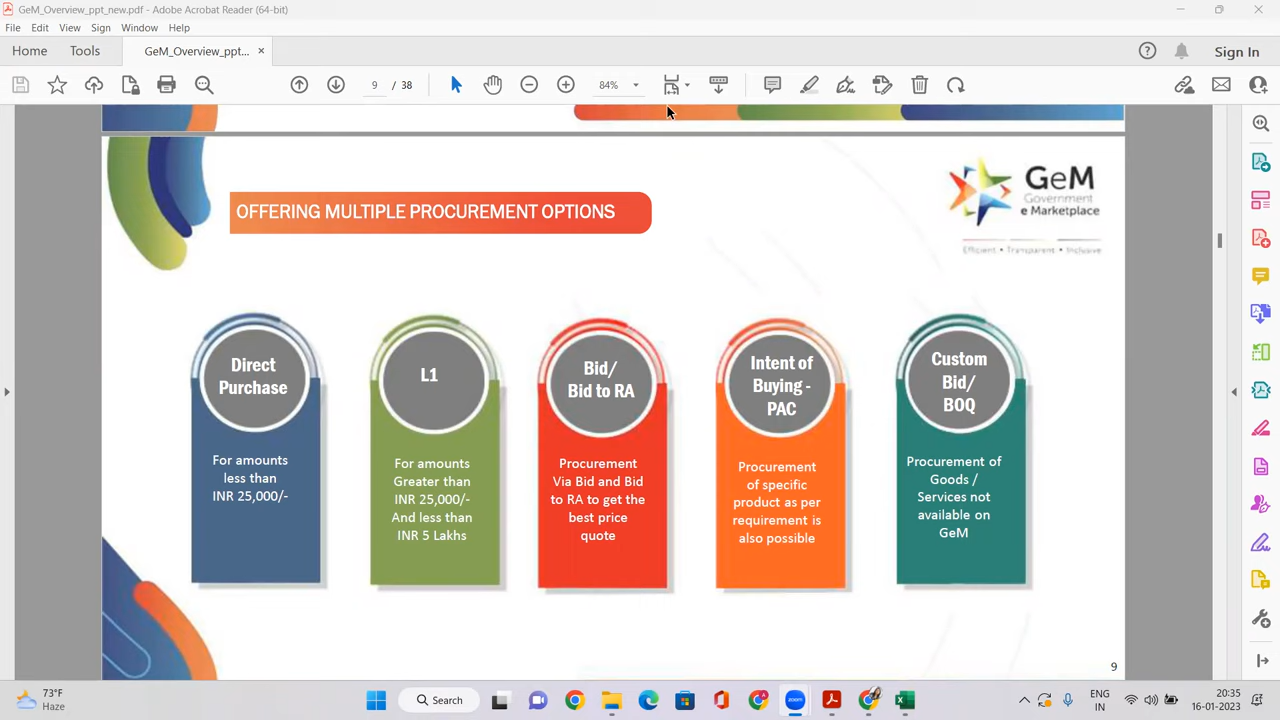 GeM_Overview_ppt_new.pdf - Adobe Acrobat Reader (64-bit)
File Edit View Sign Window Help
Home Tools GeM_Overview_ppt... × Sign In
9 / 38 84%
OFFERING MULTIPLE PROCUREMENT OPTIONS
GeM
Government
e Marketplace
Efficient • Transparent • Inclusive
Direct
Purchase
For amounts
less than
INR 25,000/-
L1
For amounts
Greater than
INR 25,000/-
And less than
INR 5 Lakhs
Bid/
Bid to RA
Procurement
Via Bid and Bid
to RA to get the
best price
quote
Intent of
Buying -
PAC
Procurement
of specific
product as per
requirement is
also possible
Custom
Bid/
BOQ
Procurement of
Goods /
Services not
available on
GeM
9
73°F
Haze
Search
zoom
ENG
IN
20:35
16-01-2023